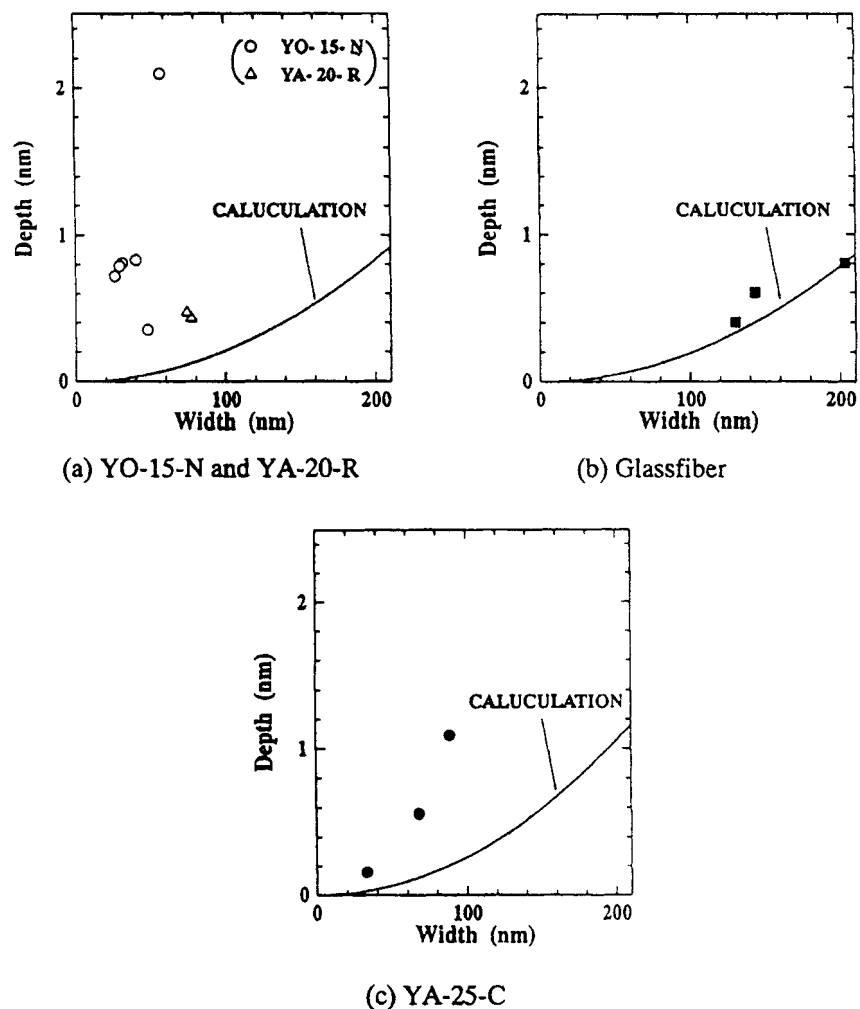 YO-15-N
YA-20-R
2
1
0
Depth (nm)
CALUCULATION
0
100
200
Width (nm)
(a) YO-15-N and YA-20-R
2
1
0
Depth (nm)
CALUCULATION
0
100
200
Width (nm)
(b) Glassfiber
2
1
0
Depth (nm)
CALUCULATION
0
100
200
Width (nm)
(c) YA-25-C